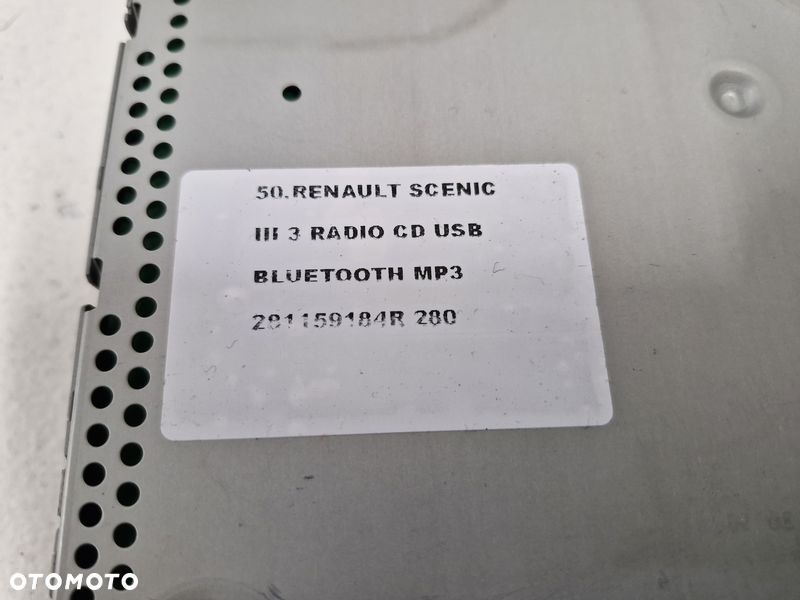 50.RENAULT SCENIC
III 3 RADIO CD USB
BLUETOOTH MP3
281159184R 280
OTOMOTO